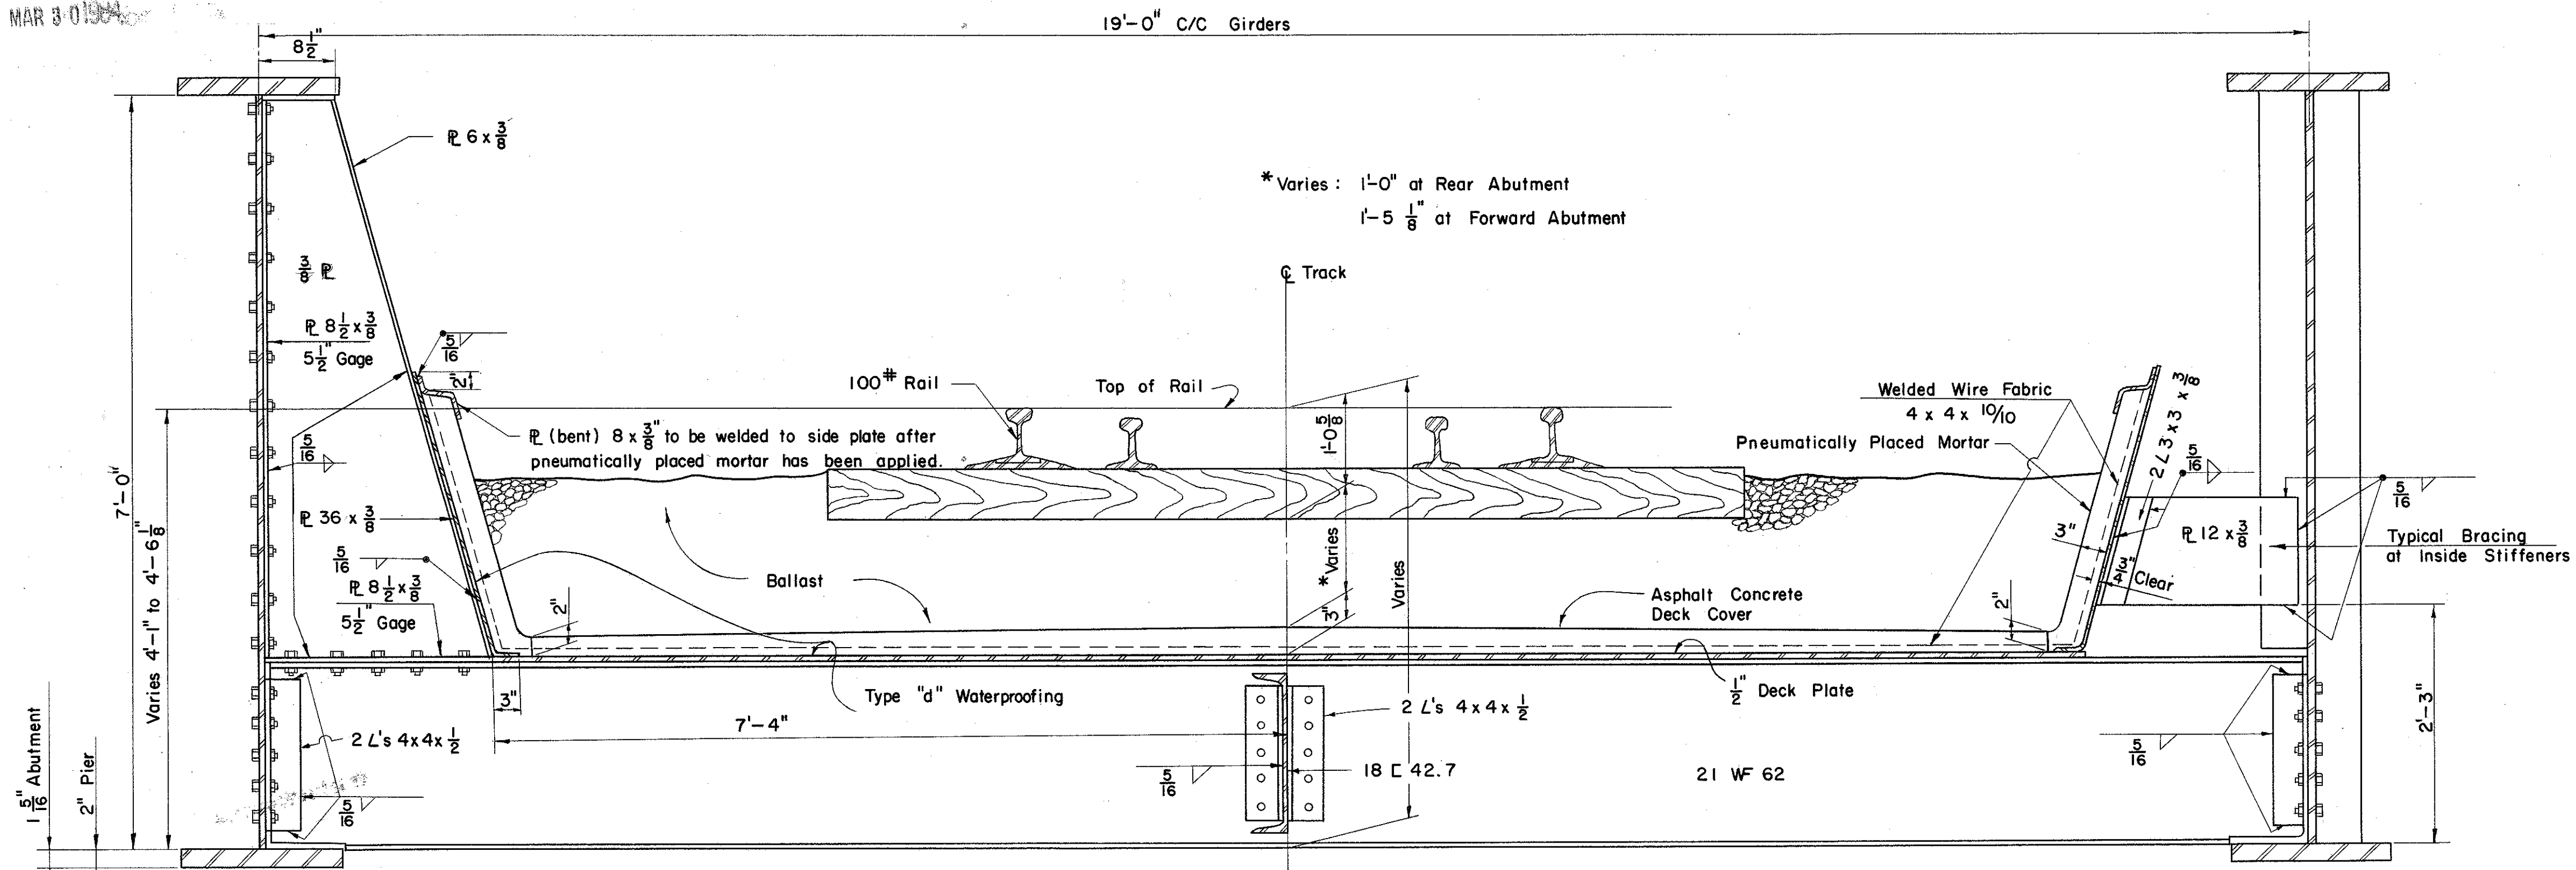 MAR 3 0 1984
19'-0" C/C Girders
8 1/2"
℄ Track
PL 6 x 3/8
*Varies : 1'-0" at Rear Abutment
1'-5 1/8" at Forward Abutment
3/8 PL
PL 8 1/2 x 3/8
5 1/2" Gage
5/16
2"
100# Rail
Top of Rail
1'-0 5/8
Welded Wire Fabric
4 x 4 x 10/10
Pneumatically Placed Mortar
2 L 3 x 3 x 3/8
5/16
5/16
PL (bent) 8 x 3/8" to be welded to side plate after
pneumatically placed mortar has been applied.
5/16
7'-0"
Varies 4'-1" to 4'-6 1/8"
PL 36 x 3/8
5/16
PL 8 1/2 x 3/8
5 1/2" Gage
Ballast
2"
*Varies
3"
Varies
Asphalt Concrete
Deck Cover
2"
3"
3/4" Clear
PL 12 x 3/8
Typical Bracing
at Inside Stiffeners
3"
Type "d" Waterproofing
1/2" Deck Plate
7'-4"
2 L's 4x4x 1/2
2 L's 4x4x 1/2
18 [ 42.7
21 WF 62
5/16
5/16
5/16
2'-3"
1 5/16" Abutment
2" Pier